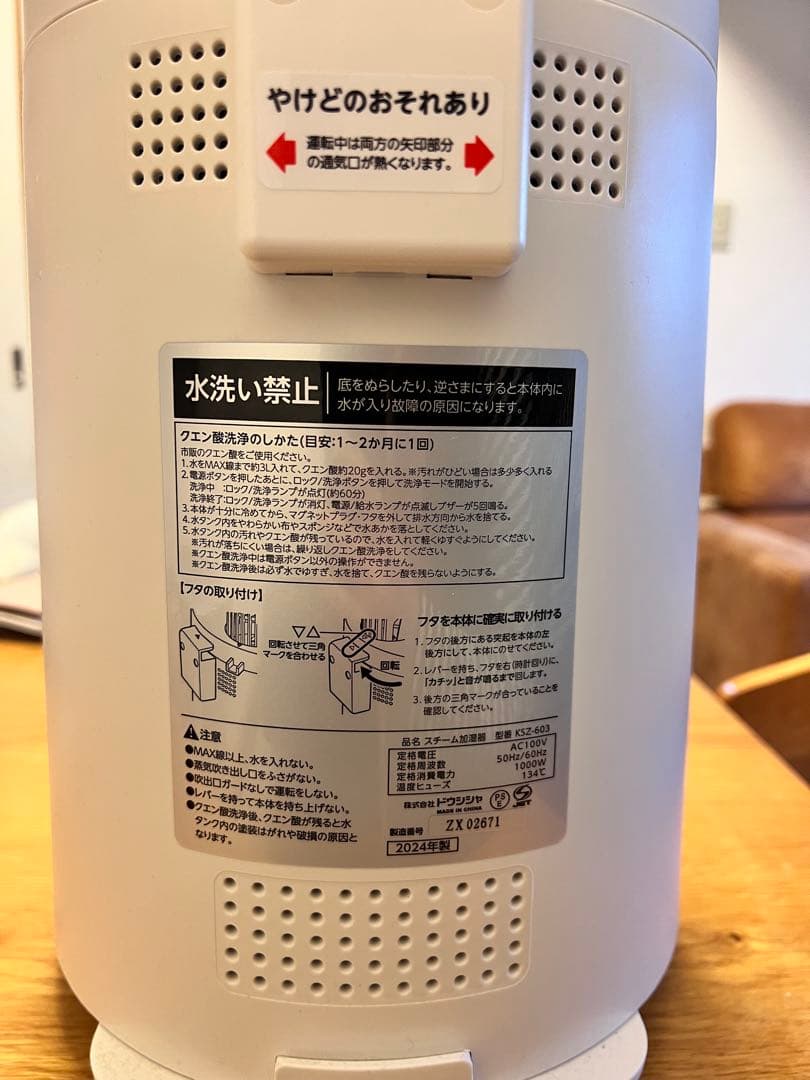 やけどのおそれあり
運転中は両方の矢印部分
の通気口が熱くなります。
水洗い禁止
底をぬらしたり、逆さまにすると本体内に
水が入り故障の原因になります。
クエン酸洗浄のしかた(目安:1〜2か月に1回)
市販のクエン酸をご使用ください。
1.水をMAX線まで約3L入れて、クエン酸約20gを入れる。※汚れがひどい場合は多少多く入れる
2.電源ボタンを押したあとに、ロック/洗浄ボタンを押して洗浄モードを開始する。
洗浄中 :ロック/洗浄ランプが点灯(約60分)
洗浄終了:ロック/洗浄ランプが消灯、電源/給水ランプが点滅しブザーが5回鳴る。
3.本体が十分に冷めてから、マグネットプラグ・フタを外して排水方向から水を捨てる。
4.水タンク内をやわらかい布やスポンジなどで水あかを落としてください。
5.水タンク内の汚れやクエン酸が残っているので、水を入れて軽くゆすぐようにしてください。
※汚れが落ちにくい場合は、繰り返しクエン酸洗浄をしてください。
※クエン酸洗浄中は電源ボタン以外の操作ができません。
※クエン酸洗浄後は必ず水でゆすぎ、水を捨て、クエン酸を残らないようにする。
【フタの取り付け】
回転させて三角
マークを合わせる
回転
フタを本体に確実に取り付ける
1. フタの後方にある突起を本体の左
後方にして、本体にのせてください。
2. レバーを持ち、フタを右(時計回り)に、
「カチッ」と音が鳴るまで回します。
3. 後方の三角マークが合っていることを
確認してください。
注意
●MAX線以上、水を入れない。
●蒸気吹き出し口をふさがない。
●吹出口ガードなしで運転をしない。
●レバーを持って本体を持ち上げない。
●クエン酸洗浄後、クエン酸が残ると水
タンク内の塗装はがれや破損の原因と
なります。
品名 スチーム加湿器 型番 KSZ-603
定格電圧 AC100V
定格周波数 50Hz/60Hz
定格消費電力 1000W
温度ヒューズ 134℃
株式会社ドウシシャ
MADE IN CHINA
PS
E
JET
製造番号 ZX 02671
2024年製